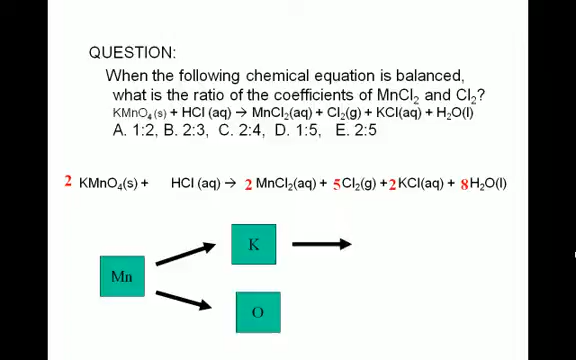 QUESTION:
When the following chemical equation is balanced,
what is the ratio of the coefficients of MnCl₂ and Cl₂?
KMnO₄(s) + HCl (aq) → MnCl₂(aq) + Cl₂(g) + KCl(aq) + H₂O(l)
A. 1:2, B. 2:3, C. 2:4, D. 1:5, E. 2:5
2 KMnO₄(s) + HCl (aq) → 2 MnCl₂(aq) + 5Cl₂(g) +2KCl(aq) + 8H₂O(l)
K
Mn
O